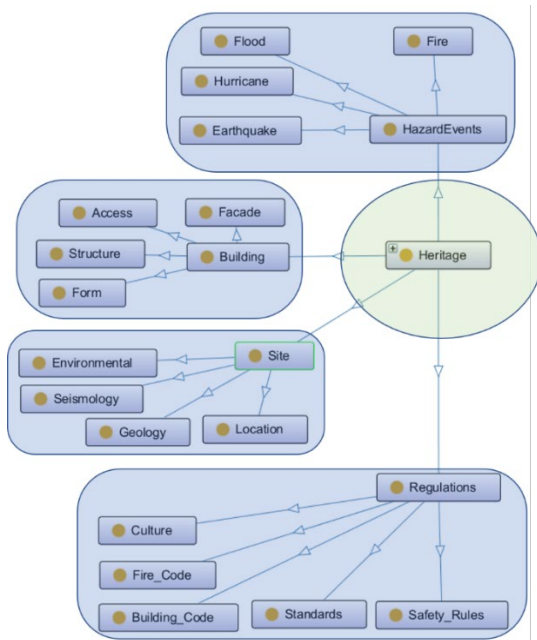 Flood
Fire
Hurricane
Earthquake
HazardEvents
Access
Facade
Structure
Building
Heritage
Form
Environmental
Site
Seismology
Geology
Location
Regulations
Culture
Fire_Code
Building_Code
Standards
Safety_Rules